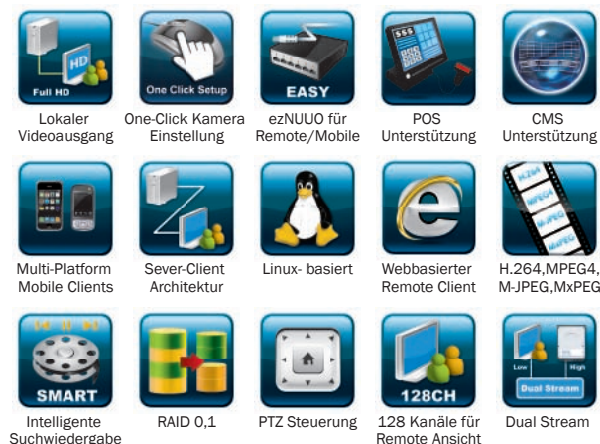 HD
Full HD
One Click Setup
EASY
$$$
Lokaler
Videoausgang
One-Click Kamera
Einstellung
ezNUUO für
Remote/Mobile
POS
Unterstützung
CMS
Unterstützung
H.264
MPEG4
M-JPEG
MxPEG
Multi-Platform
Mobile Clients
Sever-Client
Architektur
Linux- basiert
Webbasierter
Remote Client
H.264,MPEG4,
M-JPEG,MxPEG
SMART
128CH
Low
High
Dual Stream
Intelligente
Suchwiedergabe
RAID 0,1
PTZ Steuerung
128 Kanäle für
Remote Ansicht
Dual Stream